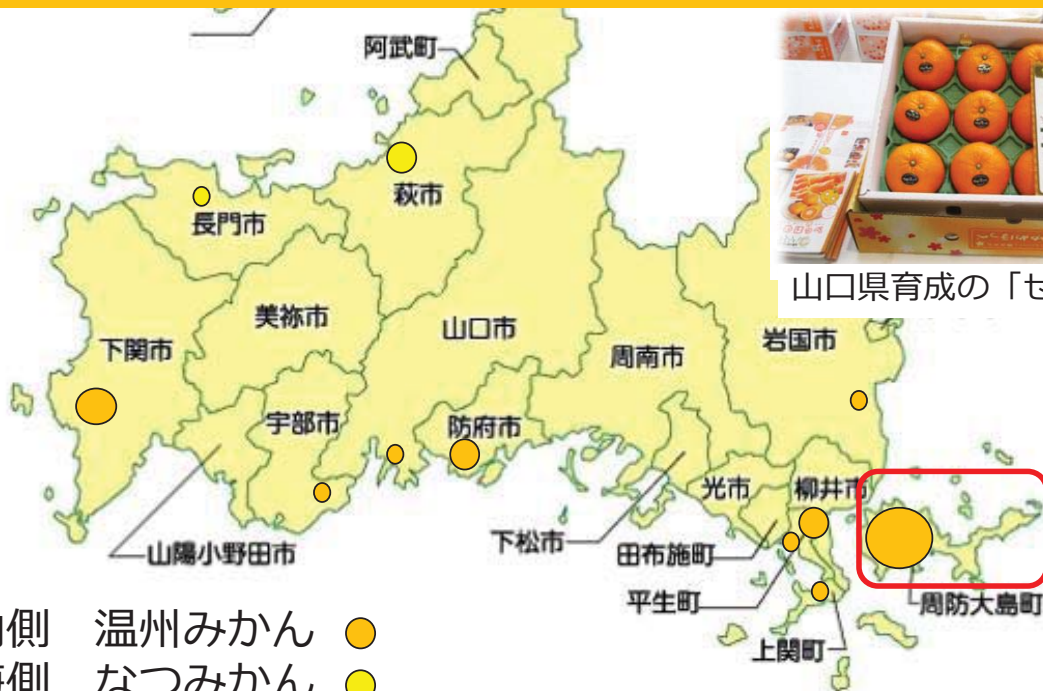 阿武町
萩市
長門市
美祢市
山口市
下関市
周南市
岩国市
宇部市
防府市
光市
柳井市
山陽小野田市
下松市
田布施町
平生町
周防大島町
上関町
山口県育成の「せ
側 温州みかん
側 なつみかん